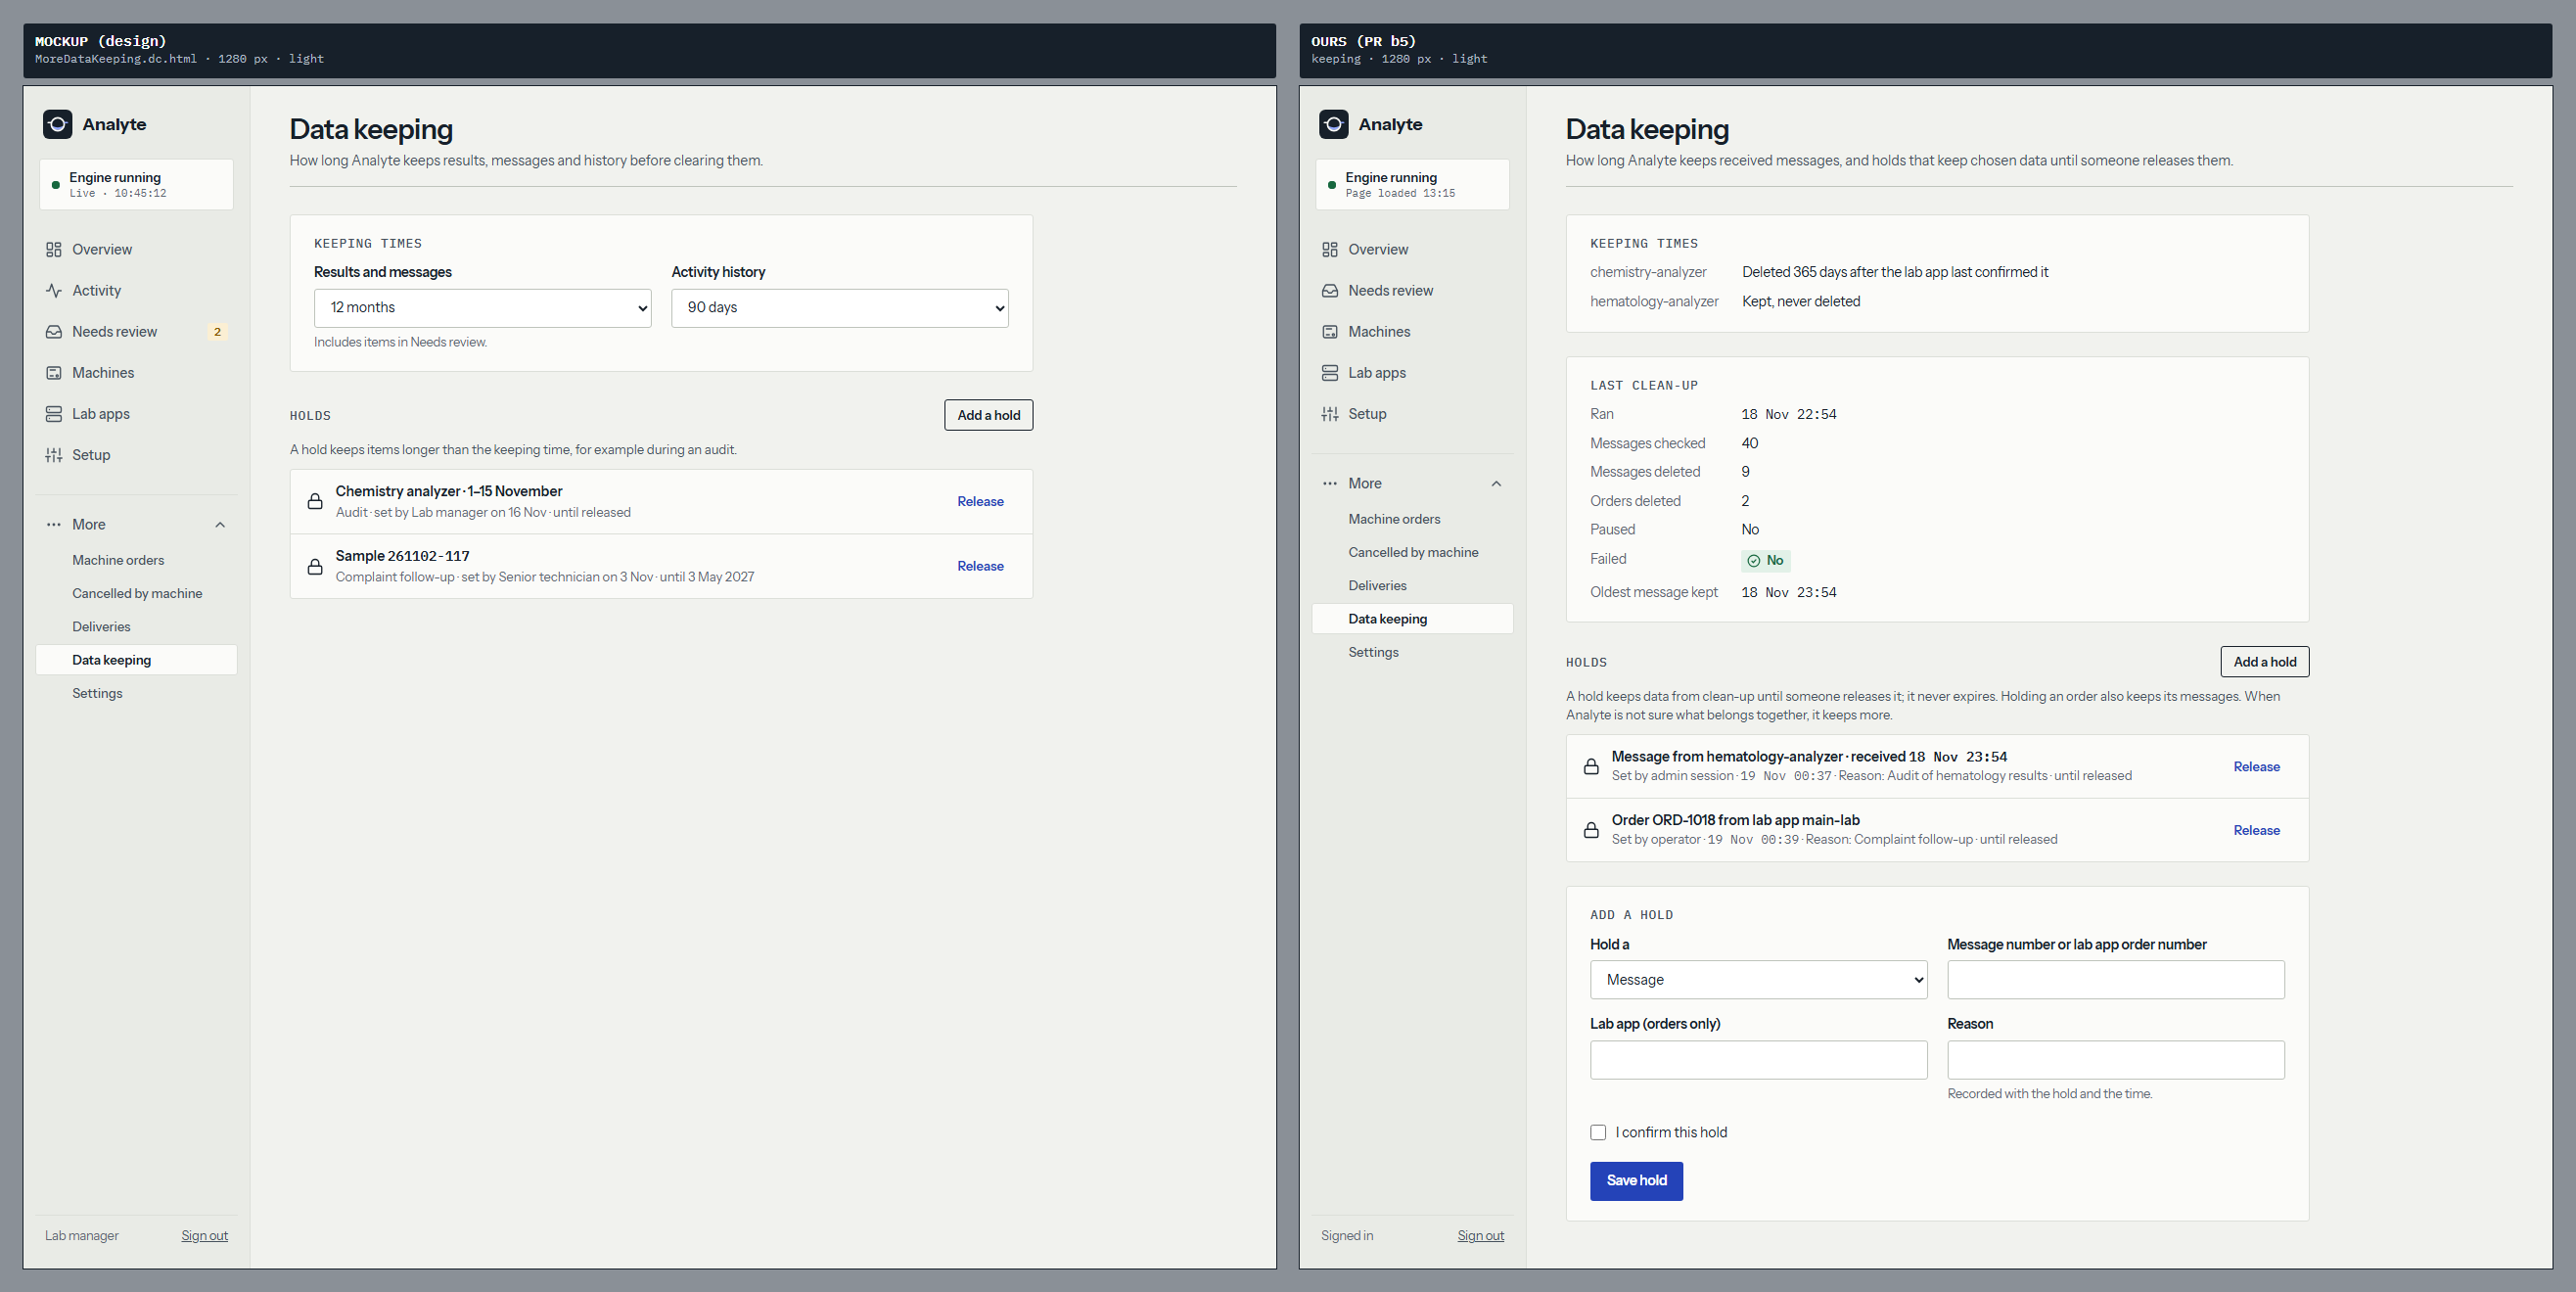 MOCKUP (design)
MoreDataKeeping.dc.html · 1280 px · light
Analyte
Engine running
Live · 10:45:12
Overview
Activity
Needs review 2
Machines
Lab apps
Setup
More
Machine orders
Cancelled by machine
Deliveries
Data keeping
Settings
Lab manager Sign out
Data keeping
How long Analyte keeps results, messages and history before clearing them.
KEEPING TIMES
Results and messages Activity history
12 months 90 days
Includes items in Needs review.
HOLDS Add a hold
A hold keeps items longer than the keeping time, for example during an audit.
Chemistry analyzer · 1–15 November
Audit · set by Lab manager on 16 Nov · until released
Release
Sample 261102-117
Complaint follow-up · set by Senior technician on 3 Nov · until 3 May 2027
Release
OURS (PR b5)
keeping · 1280 px · light
Analyte
Engine running
Page loaded 13:15
Overview
Needs review
Machines
Lab apps
Setup
More
Machine orders
Cancelled by machine
Deliveries
Data keeping
Settings
Signed in Sign out
Data keeping
How long Analyte keeps received messages, and holds that keep chosen data until someone releases them.
KEEPING TIMES
chemistry-analyzer Deleted 365 days after the lab app last confirmed it
hematology-analyzer Kept, never deleted
LAST CLEAN-UP
Ran 18 Nov 22:54
Messages checked 40
Messages deleted 9
Orders deleted 2
Paused No
Failed No
Oldest message kept 18 Nov 23:54
HOLDS Add a hold
A hold keeps data from clean-up until someone releases it; it never expires. Holding an order also keeps its messages. When
Analyte is not sure what belongs together, it keeps more.
Message from hematology-analyzer · received 18 Nov 23:54
Set by admin session · 19 Nov 00:37 · Reason: Audit of hematology results · until released
Release
Order ORD-1018 from lab app main-lab
Set by operator · 19 Nov 00:39 · Reason: Complaint follow-up · until released
Release
ADD A HOLD
Hold a Message number or lab app order number
Message
Lab app (orders only) Reason
Recorded with the hold and the time.
I confirm this hold
Save hold